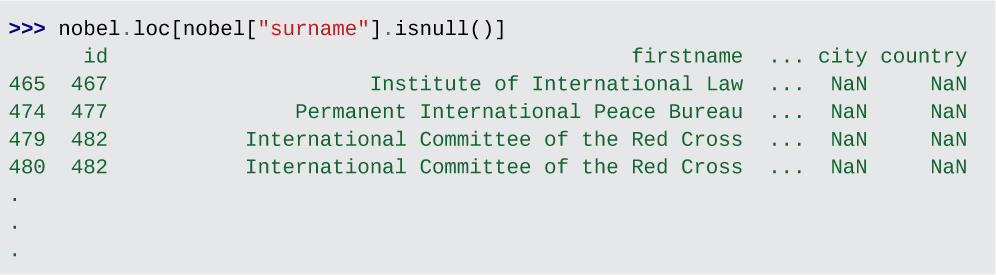 >>> nobel.loc[nobel["surname"].isnull()]
id firstname ... city country
465 467 Institute of International Law ... NaN NaN
474 477 Permanent International Peace Bureau ... NaN NaN
479 482 International Committee of the Red Cross ... NaN NaN
480 482 International Committee of the Red Cross ... NaN NaN
.
.
.